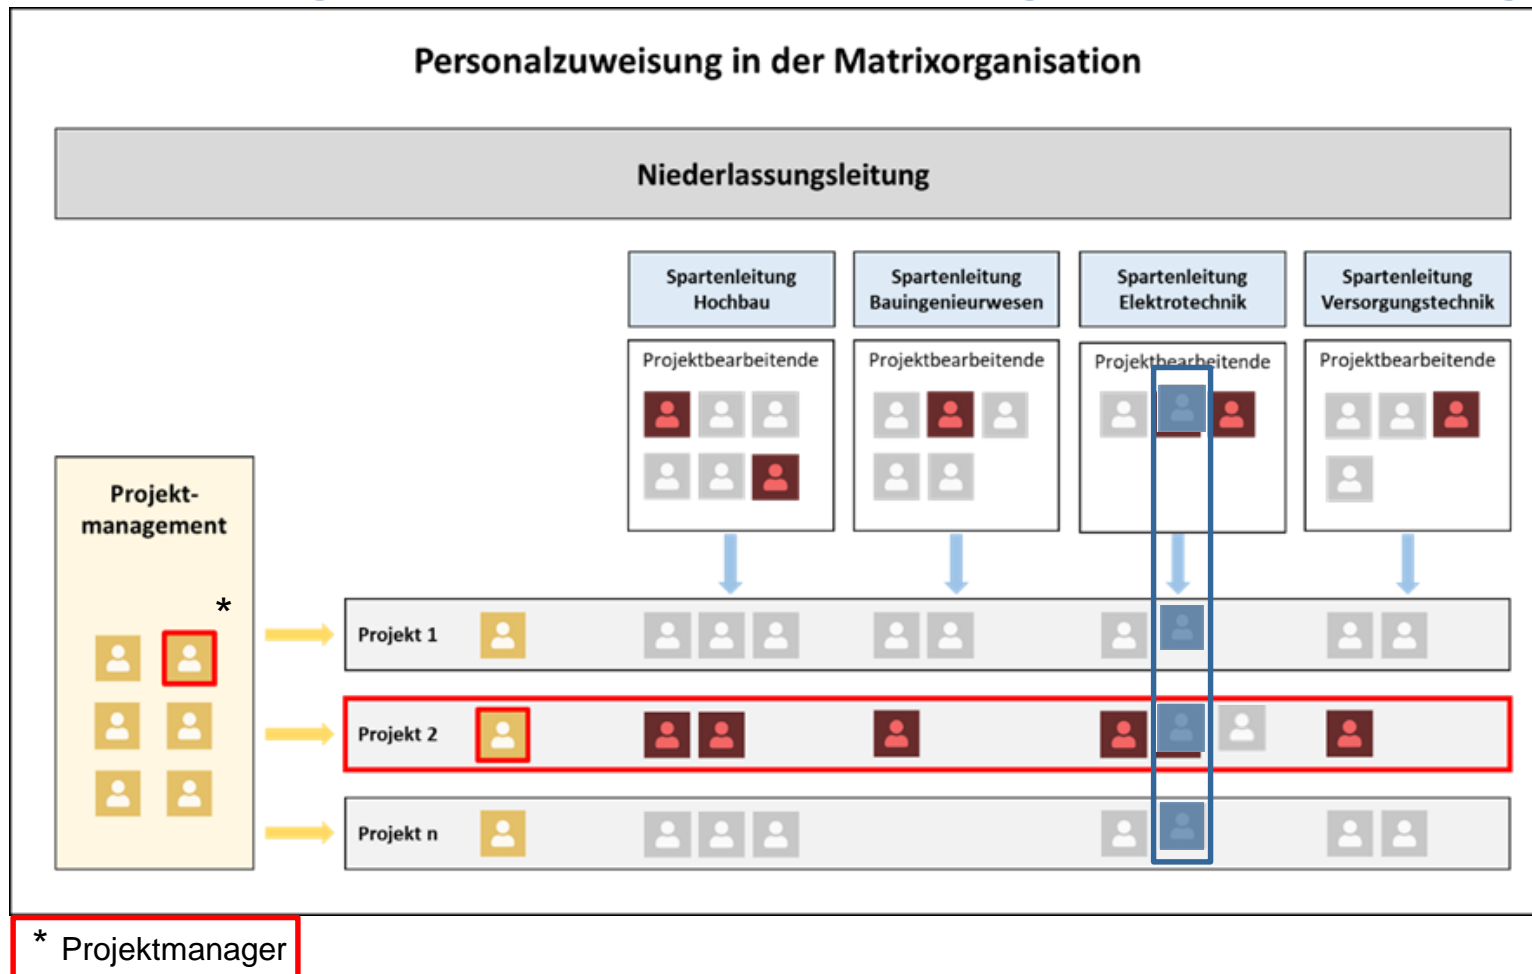 Personalzuweisung in der Matrixorganisation
Niederlassungsleitung
Spartenleitung
Hochbau
Spartenleitung
Bauingenieurwesen
Spartenleitung
Elektrotechnik
Spartenleitung
Versorgungstechnik
Projektbearbeitende
Projektbearbeitende
Projektbearbeitende
Projektbearbeitende
Projekt-
management
*
Projekt 1
Projekt 2
Projekt n
* Projektmanager